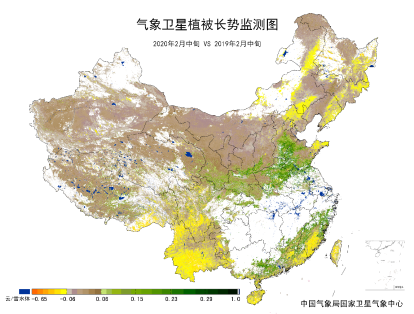 气象卫星植被长势监测图
2020年2月中旬 VS 2019年2月中旬
云/雪水体 -0.65 -0.06 0.06 0.15 0.23 0.29 1.0
中国气象局国家卫星气象中心